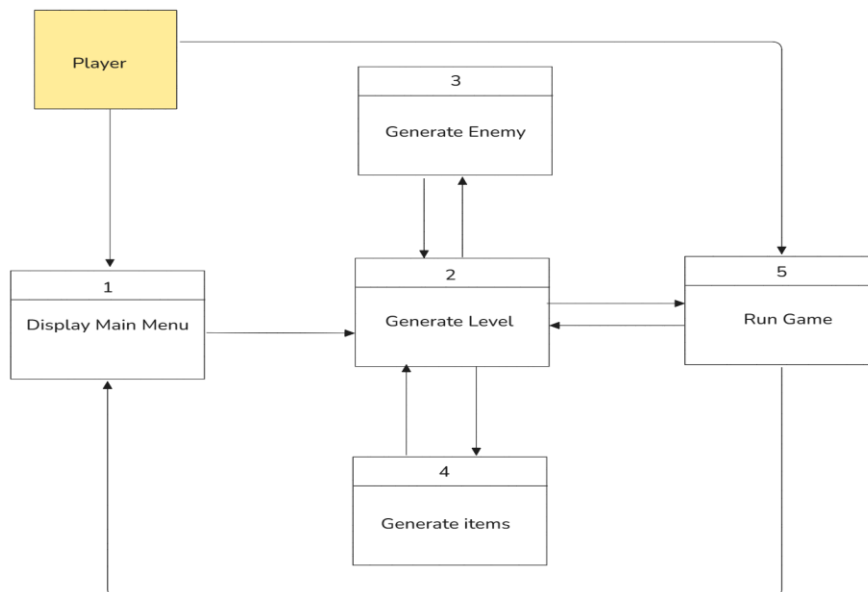 Player
3
Generate Enemy
1
Display Main Menu
2
Generate Level
5
Run Game
4
Generate items